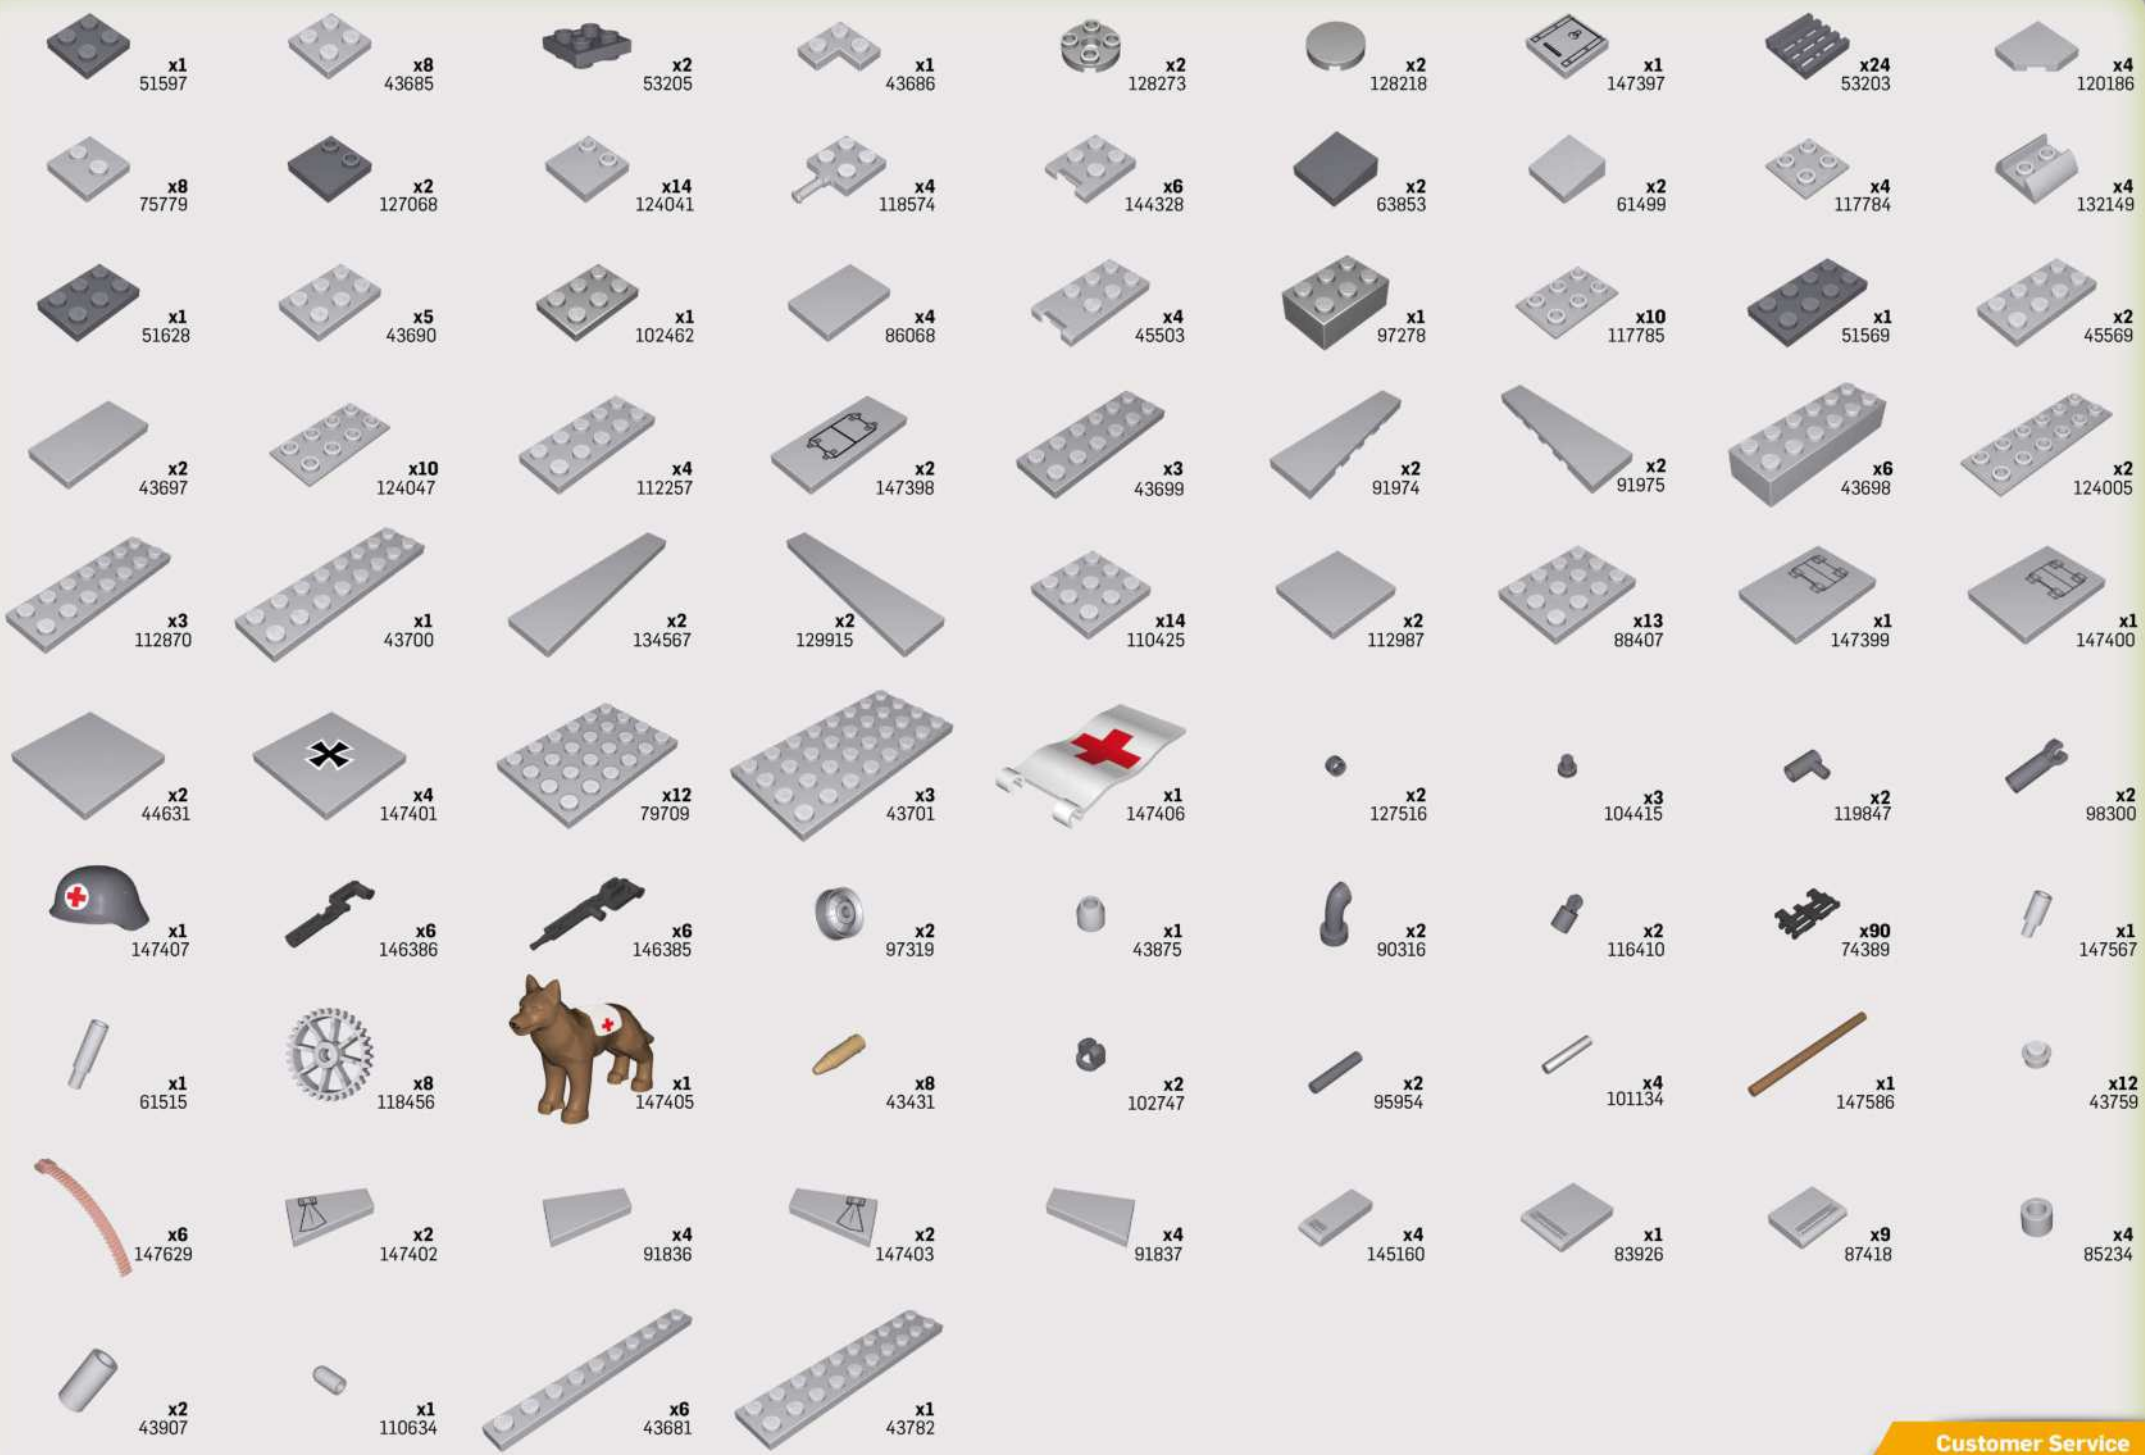 x1
51597
x8
43685
x2
53205
x1
43686
x2
128273
x2
128218
x1
147397
x24
53203
x4
120186
x8
75779
x2
127068
x14
124041
x4
118574
x6
144328
x2
63853
x2
61499
x4
117784
x4
132149
x1
51628
x5
43690
x1
102462
x4
86068
x4
45503
x1
97278
x10
117785
x1
51569
x2
45569
x2
43697
x10
124047
x4
112257
x2
147398
x3
43699
x2
91974
x2
91975
x6
43698
x2
124005
x3
112870
x1
43700
x2
134567
x2
129915
x14
110425
x2
112987
x13
88407
x1
147399
x1
147400
x2
44631
x4
147401
x12
79709
x3
43701
x1
147406
x2
127516
x3
104415
x2
119847
x2
98300
x1
147407
x6
146386
x6
146385
x2
97319
x1
43875
x2
90316
x2
116410
x90
74389
x1
147567
x1
61515
x8
118456
x1
147405
x8
43431
x2
102747
x2
95954
x4
101134
x1
147586
x12
43759
x6
147629
x2
147402
x4
91836
x2
147403
x4
91837
x4
145160
x1
83926
x9
87418
x4
85234
x2
43907
x1
110634
x6
43681
x1
43782
Customer Service